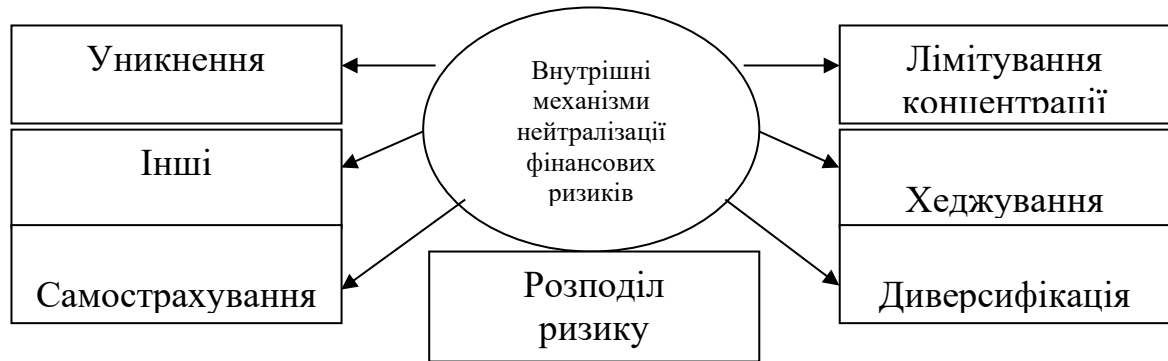 Уникнення
Інші
Самострахування
Внутрішні
механізми
нейтралізації
фінансових
ризиків
Розподіл
ризику
Лімітування
концентрації
Хеджування
Диверсифікація